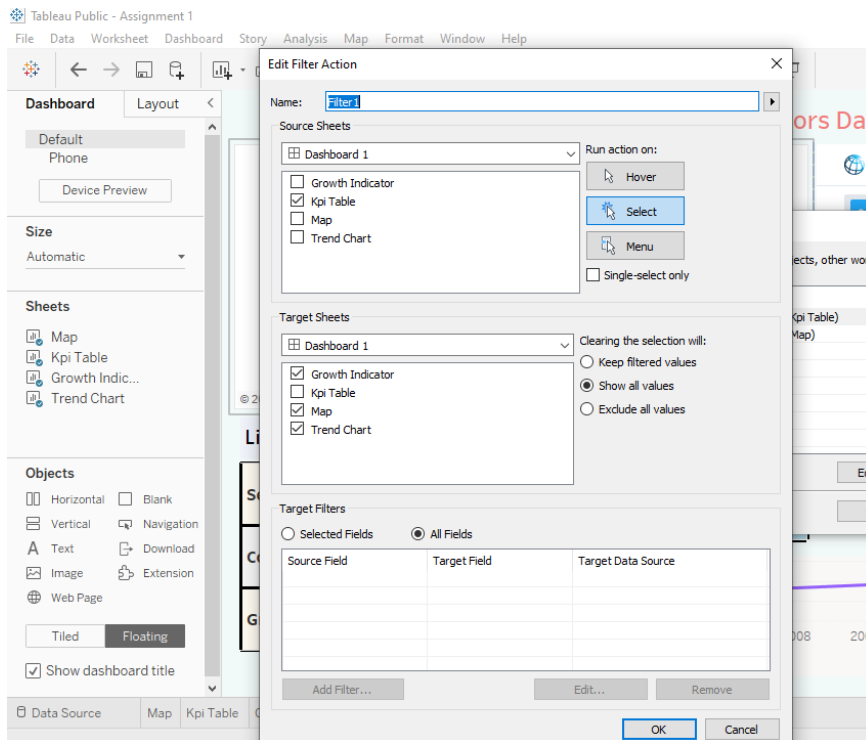 Tableau Public - Assignment 1
File Data Worksheet Dashboard Story Analysis Map Format Window Help
Dashboard Layout
Default
Phone
Device Preview
Size
Automatic
Sheets
Map
Kpi Table
Growth Indic...
Trend Chart
Objects
Horizontal Blank
Vertical Navigation
Text Download
Image Extension
Web Page
Tiled Floating
Show dashboard title
Data Source Map Kpi Table
Edit Filter Action
Name: Filter1
Source Sheets
Dashboard 1
Growth Indicator
Kpi Table
Map
Trend Chart
Run action on:
Hover
Select
Menu
Single-select only
Target Sheets
Dashboard 1
Growth Indicator
Kpi Table
Map
Trend Chart
Clearing the selection will:
Keep filtered values
Show all values
Exclude all values
Target Filters
Selected Fields All Fields
Source Field Target Field Target Data Source
Add Filter... Edit... Remove
OK Cancel
ors Da
ects, other wo
Kpi Table)
Map)
© 2
Li
Se
Co
G
008 20